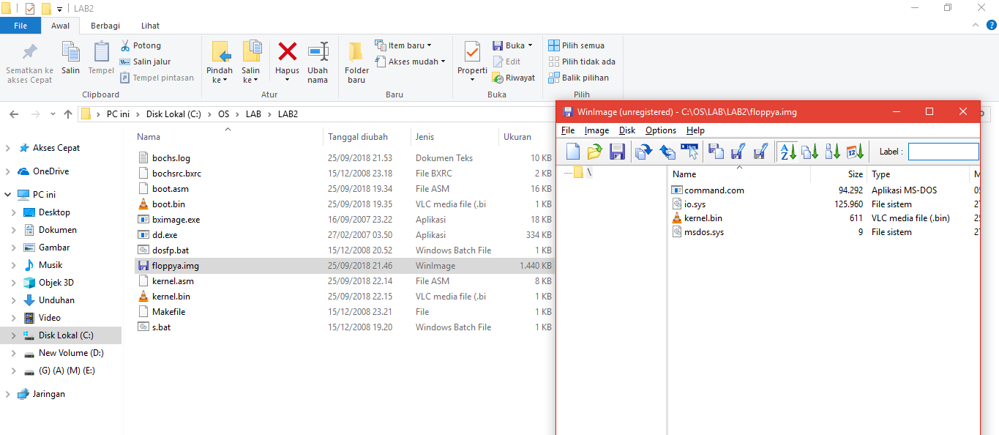 LAB2
File Awal Berbagi Lihat
Sematkan ke akses Cepat
Salin
Tempel
Potong
Salin jalur
Tempel pintasan
Clipboard
Pindah ke
Salin ke
Hapus
Ubah nama
Atur
Folder baru
Item baru
Akses mudah
Baru
Properti
Buka
Edit
Riwayat
Buka
Pilih semua
Pilih tidak ada
Balik pilihan
Pilih
PC ini > Disk Lokal (C:) > OS > LAB > LAB2
Akses Cepat
OneDrive
PC ini
Desktop
Dokumen
Gambar
Musik
Objek 3D
Unduhan
Video
Disk Lokal (C:)
New Volume (D:)
(G) (A) (M) (E:)
Jaringan
Nama Tanggal diubah Jenis Ukuran
bochs.log 25/09/2018 21.53 Dokumen Teks 10 KB
bochsrc.bxrc 15/12/2008 23.18 File BXRC 2 KB
boot.asm 25/09/2018 19.34 File ASM 16 KB
boot.bin 25/09/2018 19.35 VLC media file (.bi 1 KB
bximage.exe 16/09/2007 23.22 Aplikasi 18 KB
dd.exe 27/02/2007 03.50 Aplikasi 334 KB
dosfp.bat 15/12/2008 20.52 Windows Batch File 1 KB
floppya.img 25/09/2018 21.46 WinImage 1.440 KB
kernel.asm 25/09/2018 22.14 File ASM 8 KB
kernel.bin 25/09/2018 22.15 VLC media file (.bi 1 KB
Makefile 15/12/2008 23.21 File 1 KB
s.bat 15/12/2008 19.20 Windows Batch File 1 KB
WinImage (unregistered) - C:\OS\LAB\LAB2\floppya.img
File Image Disk Options Help
Label :
\
Name Size Type M
command.com 94.292 Aplikasi MS-DOS 05
io.sys 125.960 File sistem 27
kernel.bin 611 VLC media file (.bin) 25
msdos.sys 9 File sistem 27